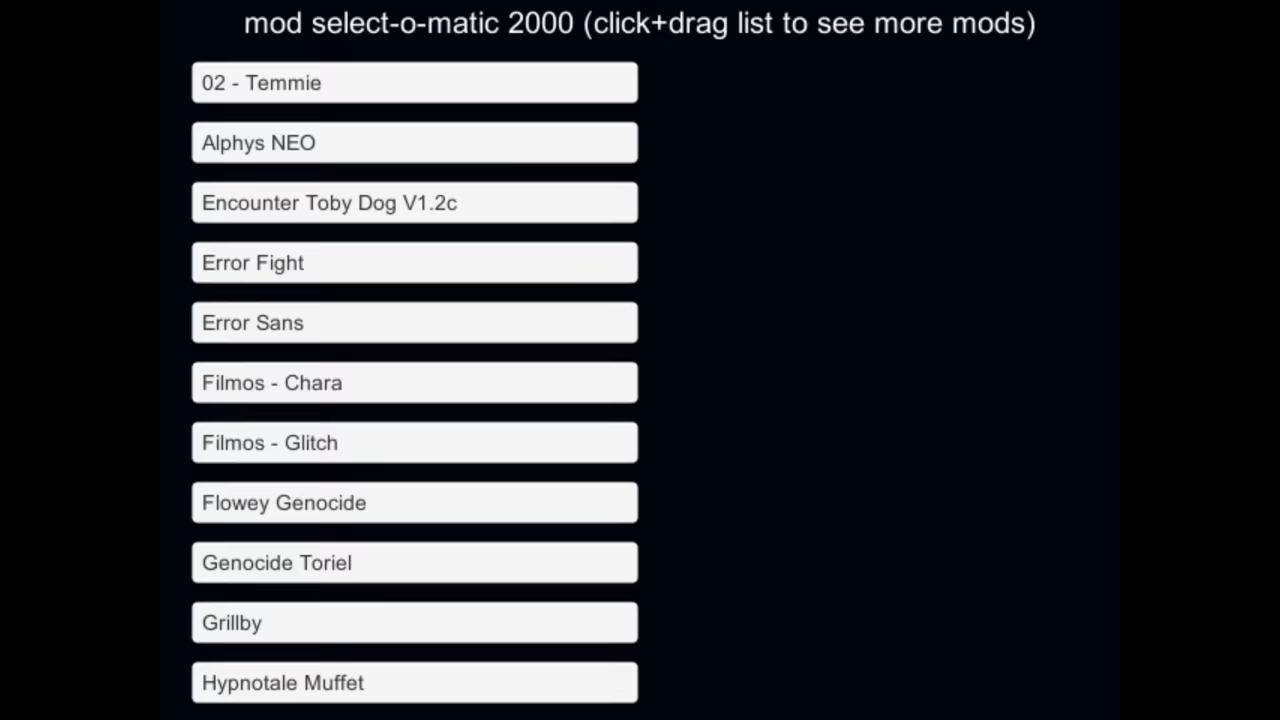 mod select-o-matic 2000 (click+drag list to see more mods)
02 - Temmie
Alphys NEO
Encounter Toby Dog V1.2c
Error Fight
Error Sans
Filmos - Chara
Filmos - Glitch
Flowey Genocide
Genocide Toriel
Grillby
Hypnotale Muffet